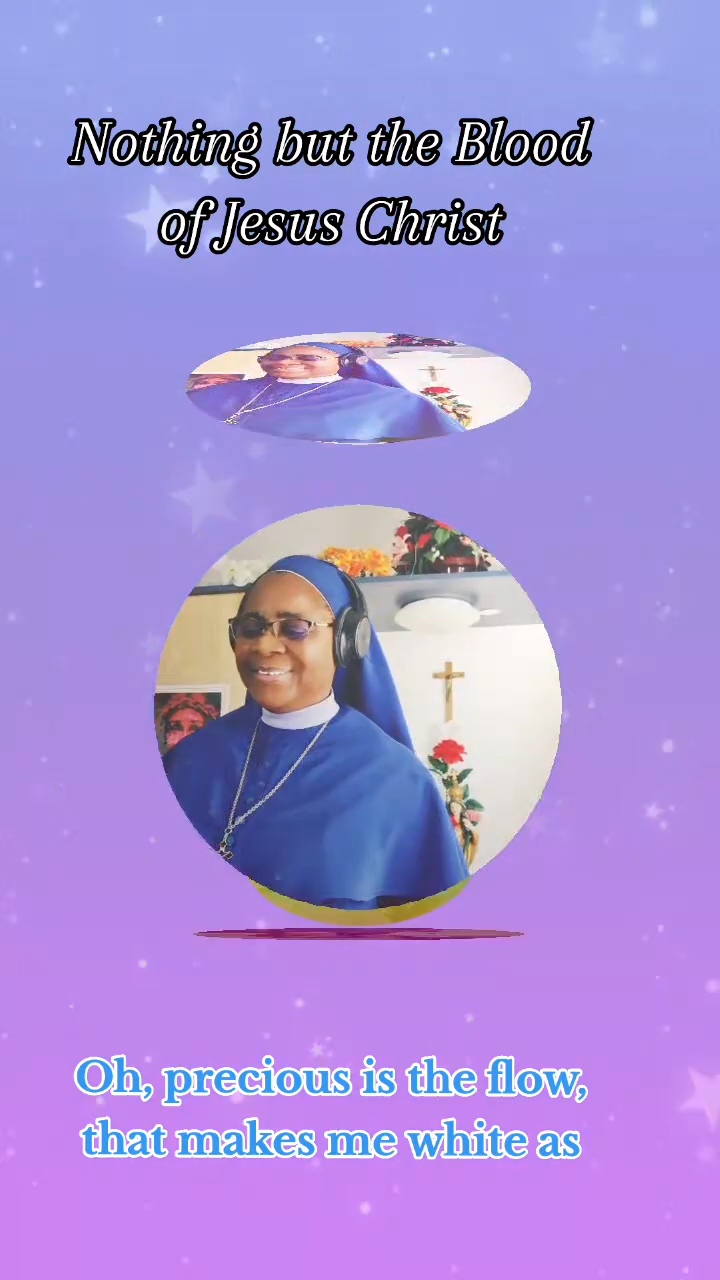 Nothing but the Blood
of Jesus Christ
Oh, precious is the flow,
that makes me white as